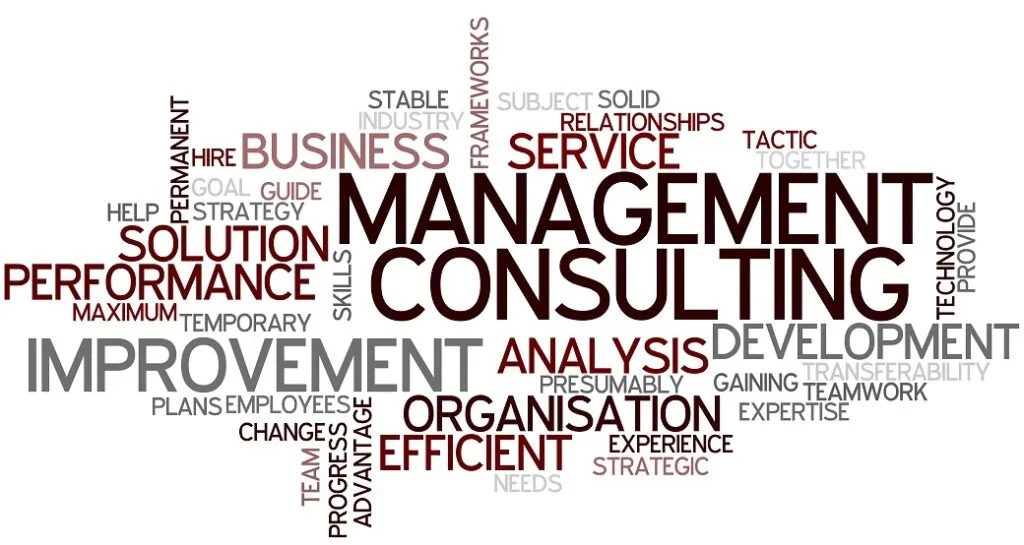 FRAMEWORKS
STABLE
SUBJECT
SOLID
INDUSTRY
RELATIONSHIPS
PERMANENT
HIRE
BUSINESS
SERVICE
TACTIC
TOGETHER
GOAL
GUIDE
MANAGEMENT
TECHNOLOGY
PROVIDE
HELP
STRATEGY
SOLUTION
SKILLS
CONSULTING
PERFORMANCE
MAXIMUM
TEMPORARY
IMPROVEMENT
ANALYSIS
DEVELOPMENT
PRESUMABLY
GAINING
TRANSFERABILITY
TEAMWORK
PLANS
EMPLOYEES
ORGANISATION
EXPERTISE
CHANGE
PROGRESS
ADVANTAGE
EFFICIENT
EXPERIENCE
TEAM
STRATEGIC
NEEDS